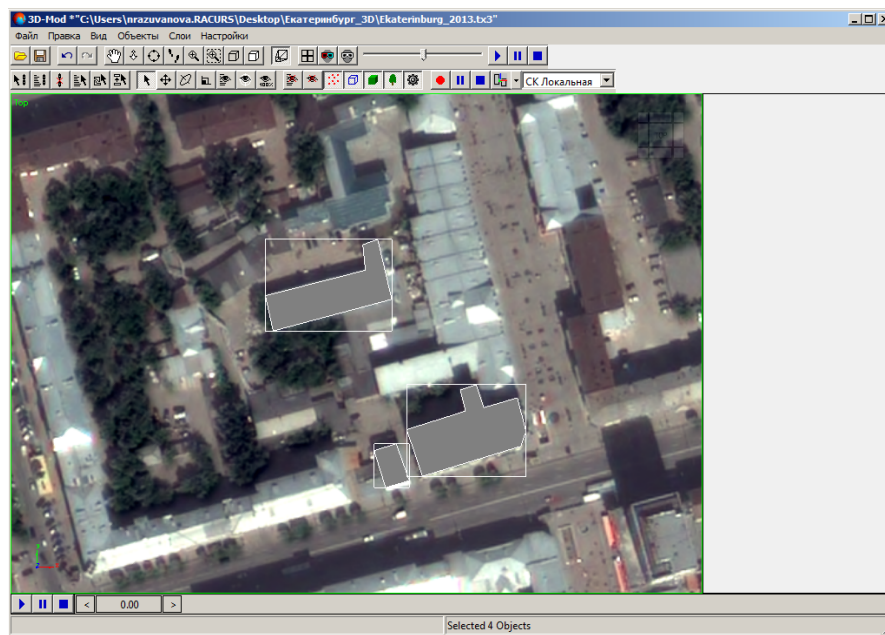 3D-Mod *"C:\Users\nrazuvanova.RACURS\Desktop\Екатеринбург_3D\Ekaterinburg_2013.tx3"
Файл Правка Вид Объекты Слои Настройки
СК Локальная
Top
< 0.00 >
Selected 4 Objects